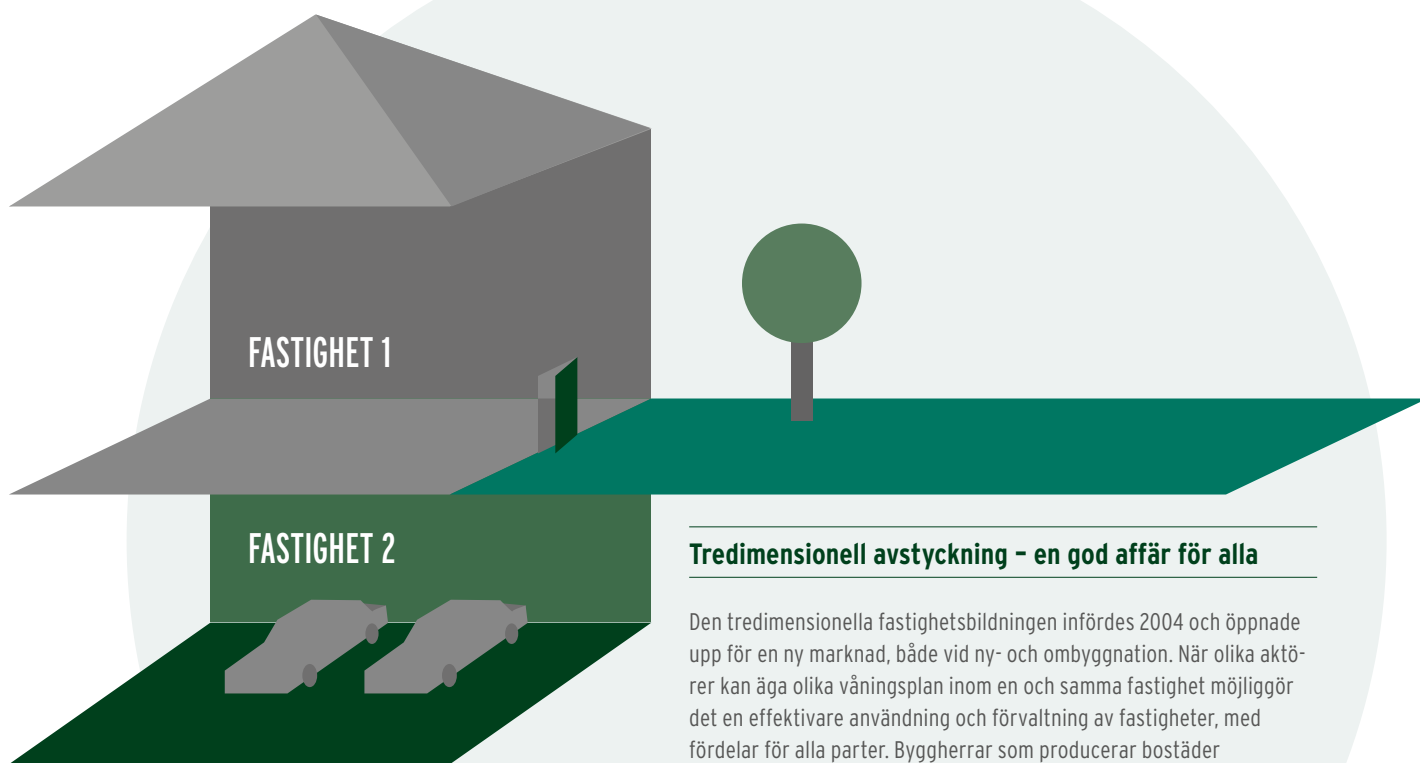 FASTIGHET 1
FASTIGHET 2
Tredimensionell avstyckning – en god affär för alla
Den tredimensionella fastighetsbildningen infördes 2004 och öppnade
upp för en ny marknad, både vid ny- och ombyggnation. När olika aktö-
rer kan äga olika våningsplan inom en och samma fastighet möjliggör
det en effektivare användning och förvaltning av fastigheter, med
fördelar för alla parter. Byggherrar som producerar bostäder